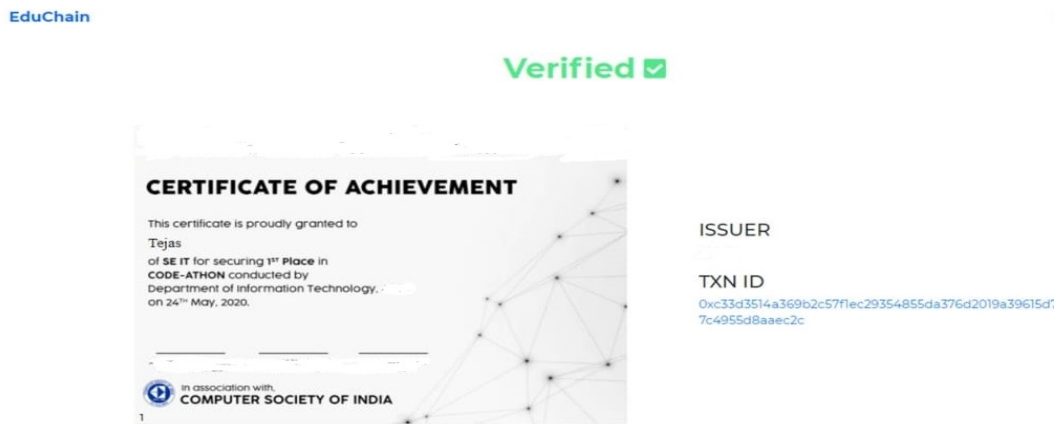 EduChain
Verified
CERTIFICATE OF ACHIEVEMENT
This certificate is proudly granted to
Tejas
of SE IT for securing 1ST Place in
CODE-ATHON conducted by
Department of Information Technology,
on 24TH May, 2020.
In association with,
COMPUTER SOCIETY OF INDIA
1
ISSUER
TXN ID
0xc33d3514a369b2c57f1ec29354855da376d2019a39615d7
7c4955d8aaec2c